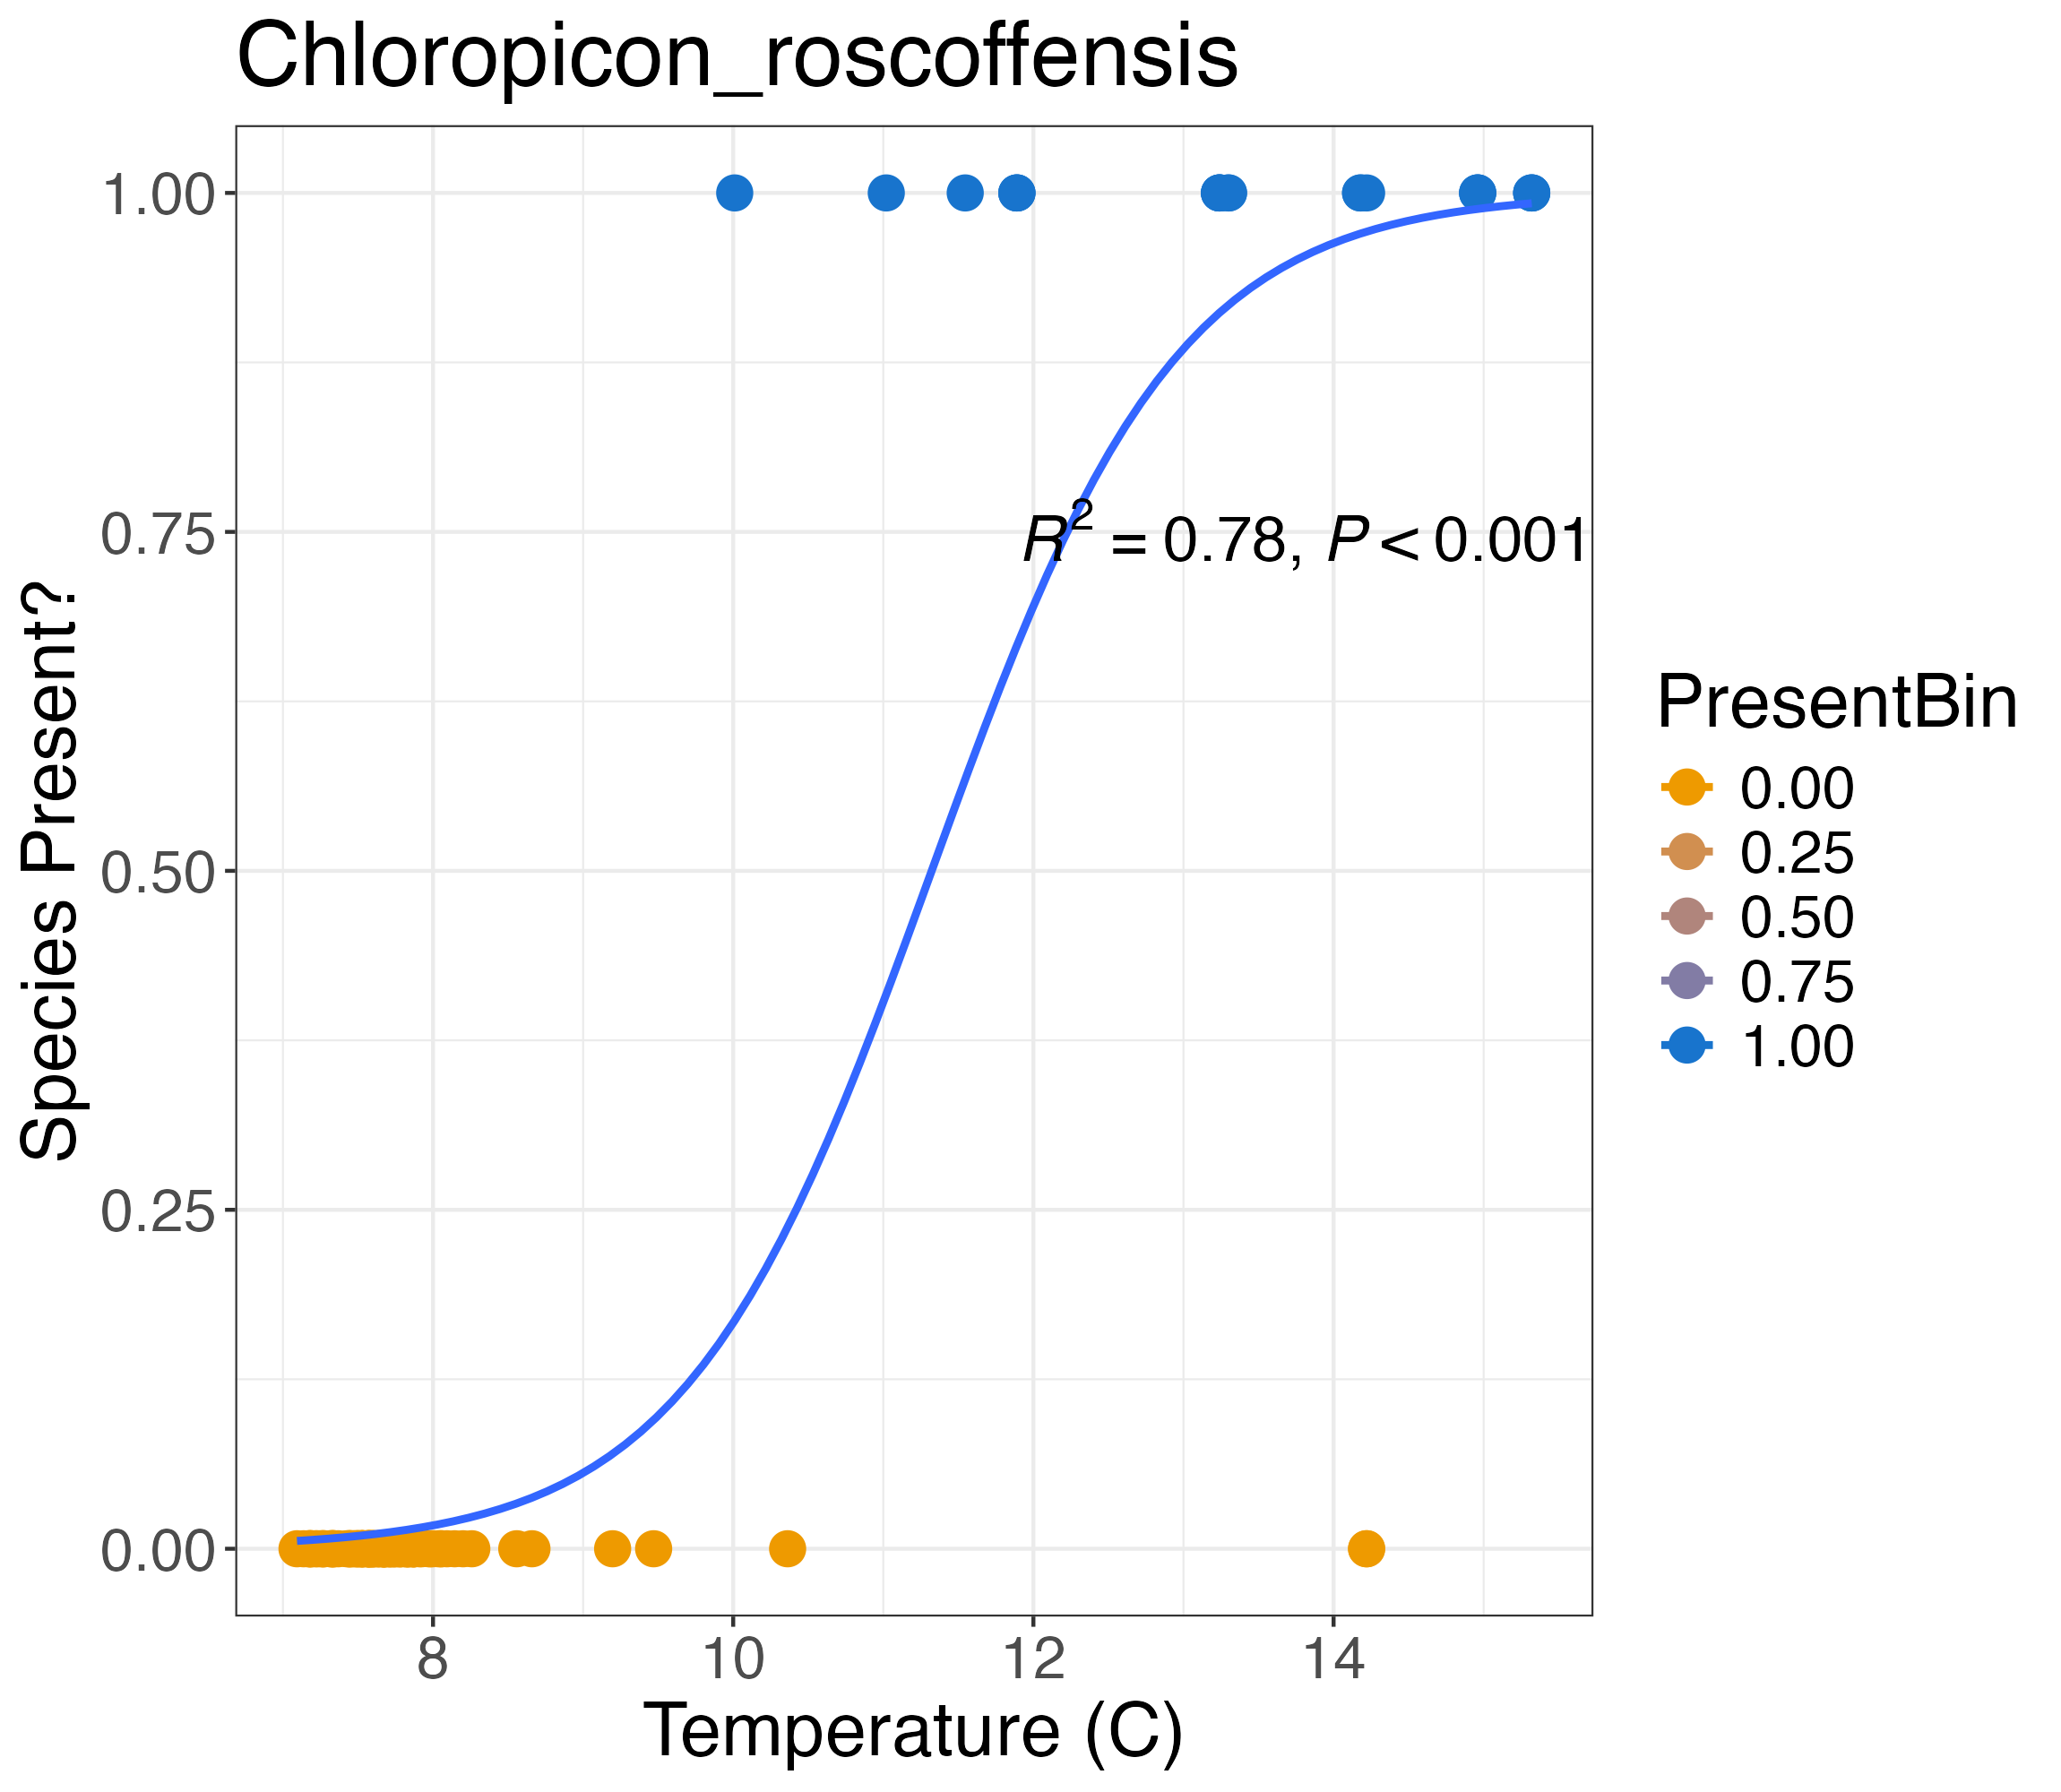 Chloropicon_roscoffensis
1.00
0.75
0.50
0.25
0.00
Species Present?
R² = 0.78, P < 0.001
8 10 12 14
Temperature (C)
PresentBin
0.00
0.25
0.50
0.75
1.00